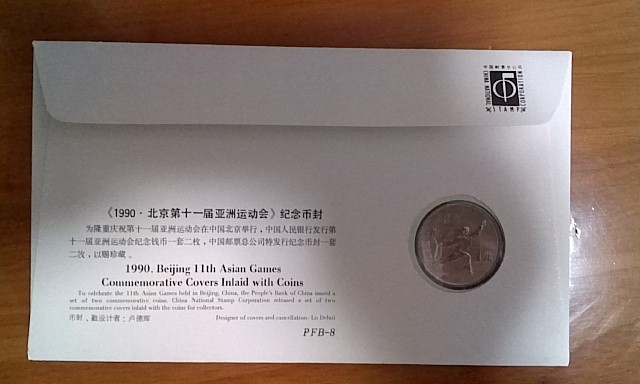 中国邮票总公司
CHINA NATIONAL
STAMP
CORPORATION
《1990·北京第十一届亚洲运动会》纪念币封
为隆重庆祝第十一届亚洲运动会在中国北京举行，中国人民银行发行第
十一届亚洲运动会纪念钱币一套二枚，中国邮票总公司特发行纪念币封一套
二枚，以赐珍藏。
1990. Beijing 11th Asian Games
Commemorative Covers Inlaid with Coins
To celebrate the 11th Asian Games held in Beijing, China, the People's Bank of China issued a
set of two commemorative coins. China National Stamp Corporation released a set of two
commemorative covers inlaid with the coins for collectors.
币封、戳设计者：卢德辉
Designer of covers and cancellation: Lu Dehui
PFB-8